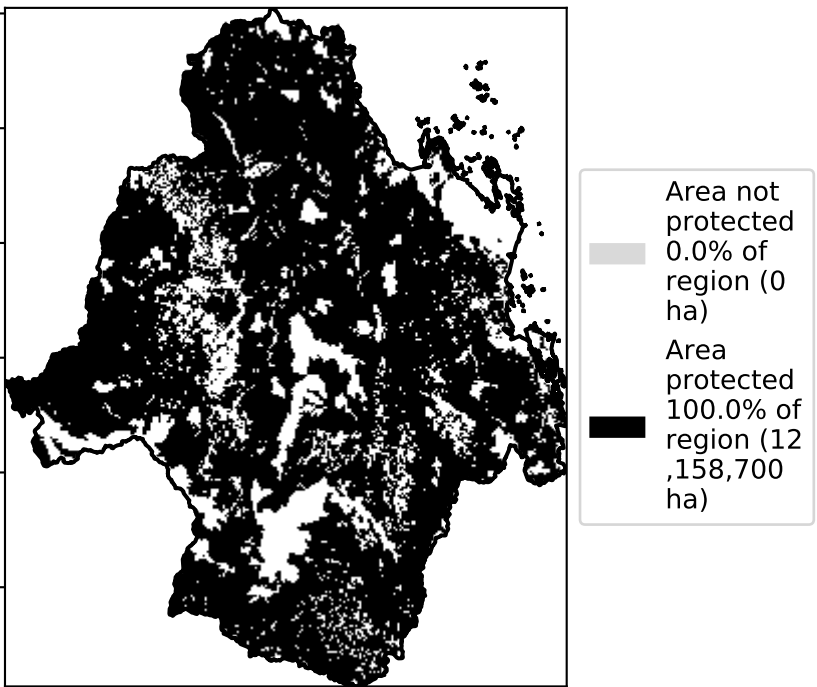 Area not
protected
0.0% of
region (0
ha)
Area
protected
100.0% of
region (12
,158,700
ha)